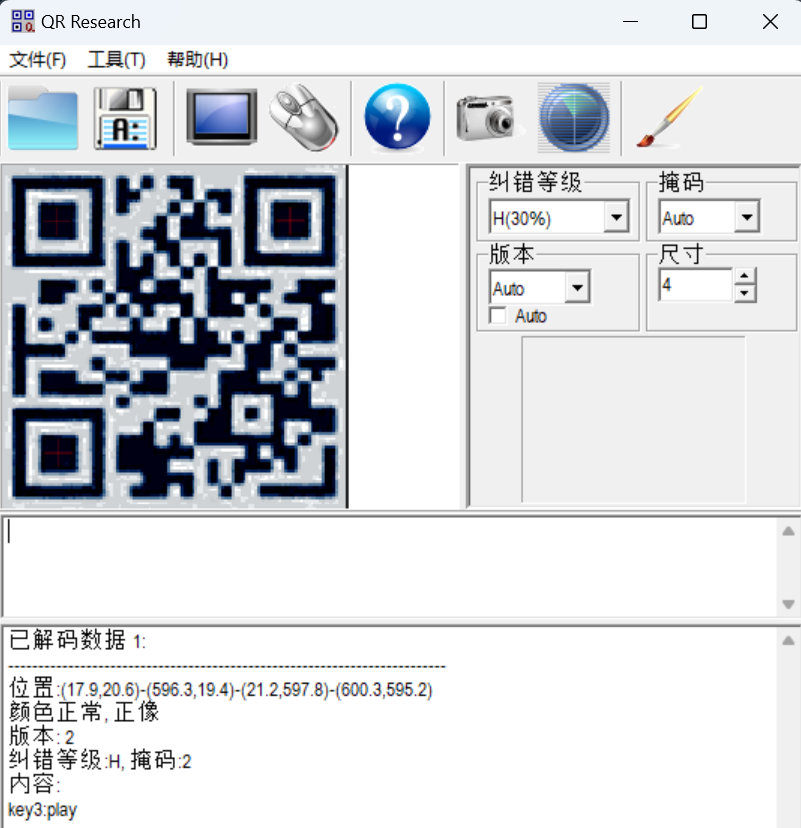 QR Research
文件(F) 工具(T) 帮助(H)
A:
?
纠错等级 掩码
H(30%) Auto
版本 尺寸
Auto 4
Auto
已解码数据 1:
---------------------------------------------------------------------------
位置:(17.9,20.6)-(596.3,19.4)-(21.2,597.8)-(600.3,595.2)
颜色正常, 正像
版本: 2
纠错等级:H, 掩码:2
内容:
key3:play